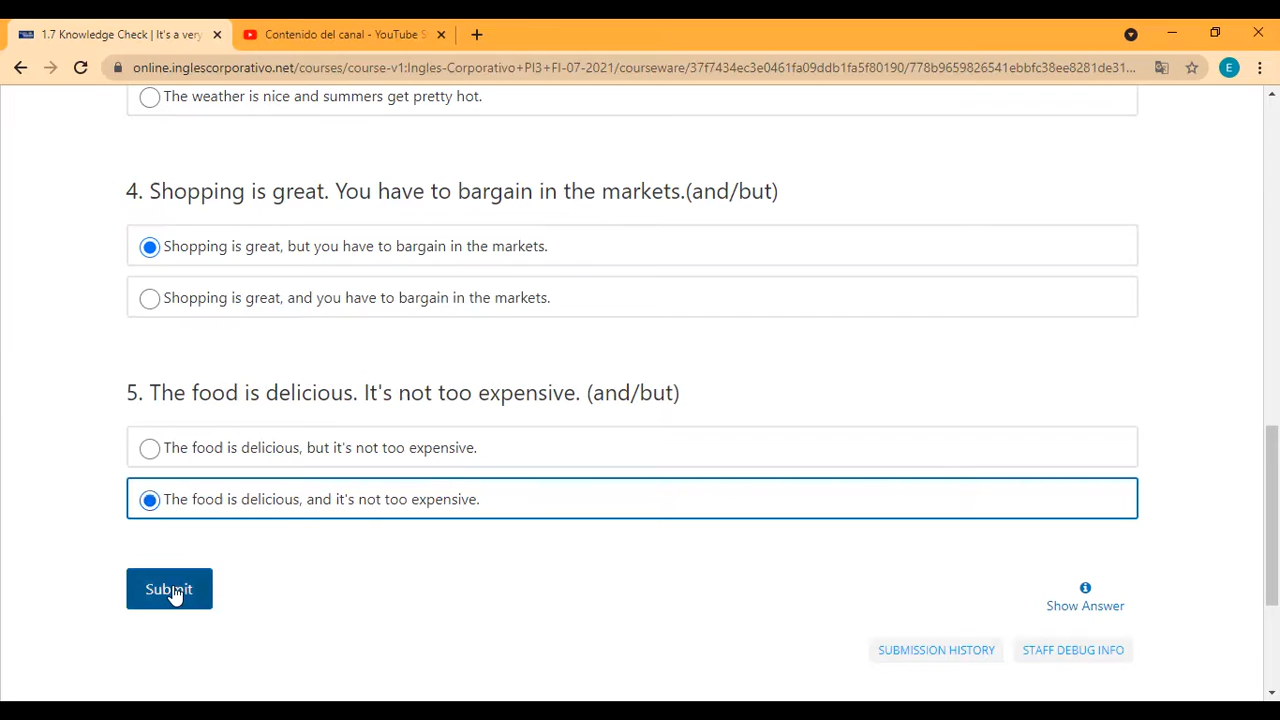 1.7 Knowledge Check | It's a very
Contenido del canal - YouTube S
online.inglescorporativo.net/courses/course-v1:Ingles-Corporativo+PI3+FI-07-2021/courseware/37f7434ec3e0461fa09ddb1fa5f80190/778b9659826541ebbfc38ee8281de31...
E
The weather is nice and summers get pretty hot.
4. Shopping is great. You have to bargain in the markets.(and/but)
Shopping is great, but you have to bargain in the markets.
Shopping is great, and you have to bargain in the markets.
5. The food is delicious. It's not too expensive. (and/but)
The food is delicious, but it's not too expensive.
The food is delicious, and it's not too expensive.
Submit
Show Answer
SUBMISSION HISTORY
STAFF DEBUG INFO